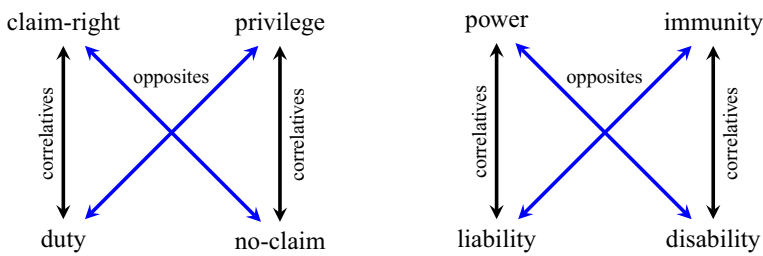 claim-right privilege
opposites
correlatives correlatives
duty no-claim
power immunity
opposites
correlatives correlatives
liability disability